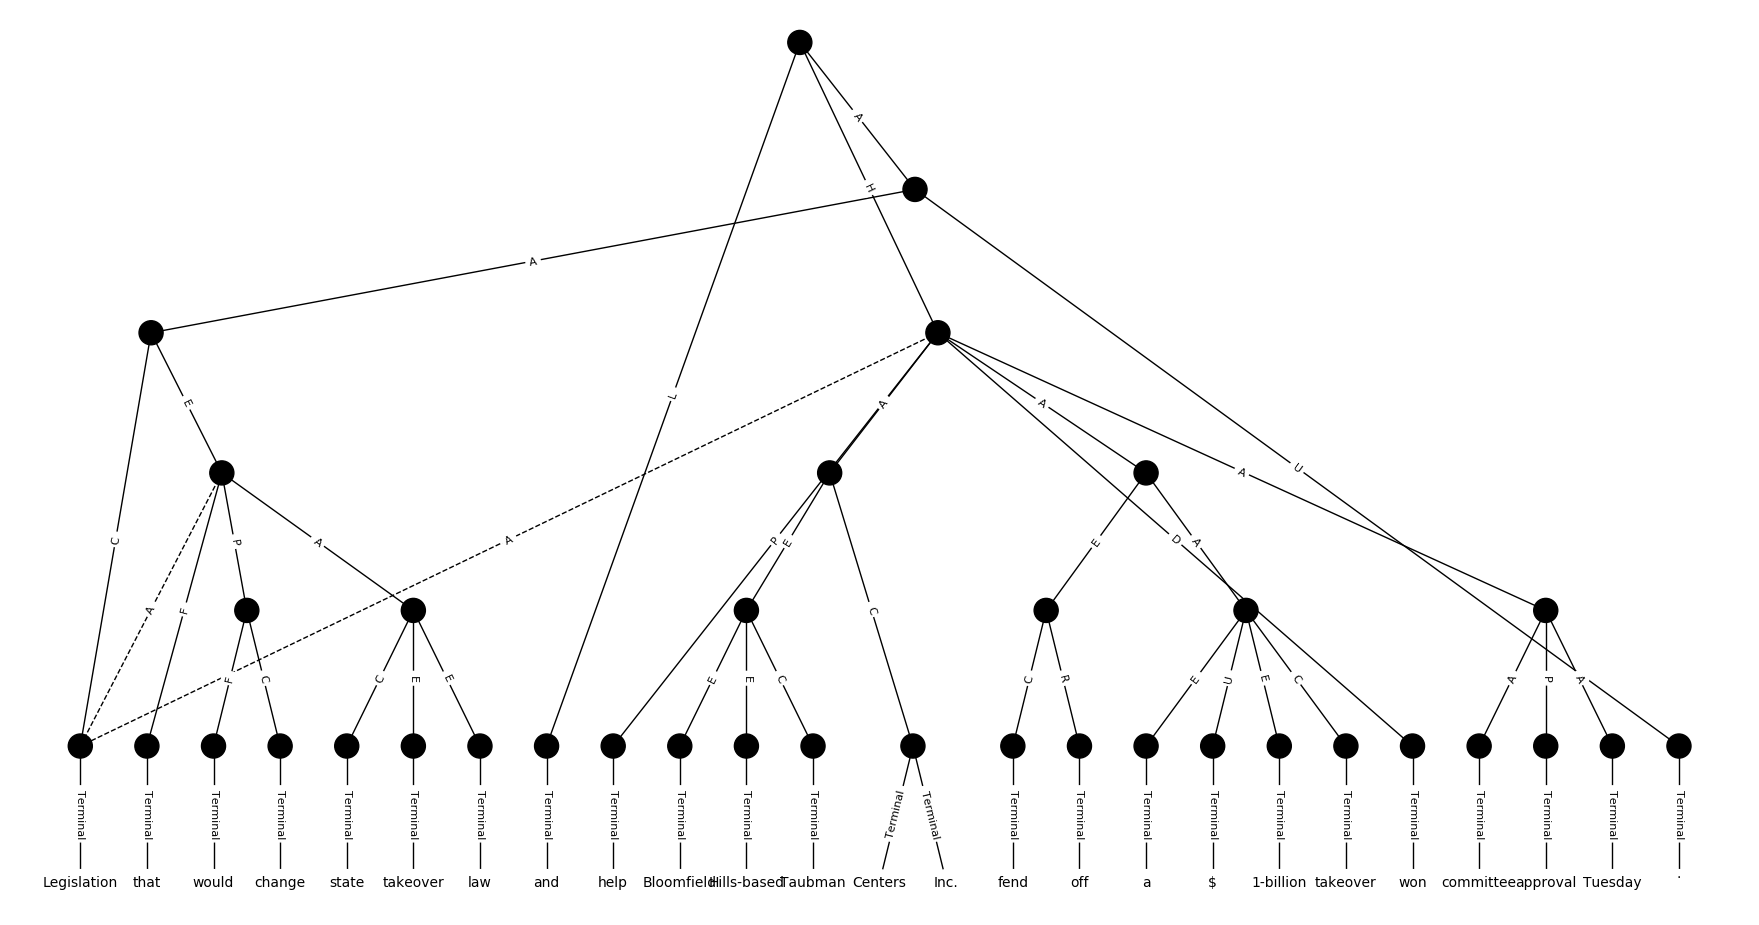 A
H
A
L
E
U
A
A
A
C
P
A
A
P
E
E
A
D
A
F
C
F
C
C
E
E
E
E
C
C
R
E
U
E
C
A
P
A
Terminal Terminal Terminal Terminal Terminal Terminal Terminal Terminal Terminal Terminal Terminal Terminal Terminal Terminal Terminal Terminal Terminal Terminal Terminal Terminal Terminal Terminal Terminal Terminal Terminal
Legislation that would change state takeover law and help Bloomfield Hills-based Taubman Centers Inc. fend off a $ 1-billion takeover won committee approval Tuesday .